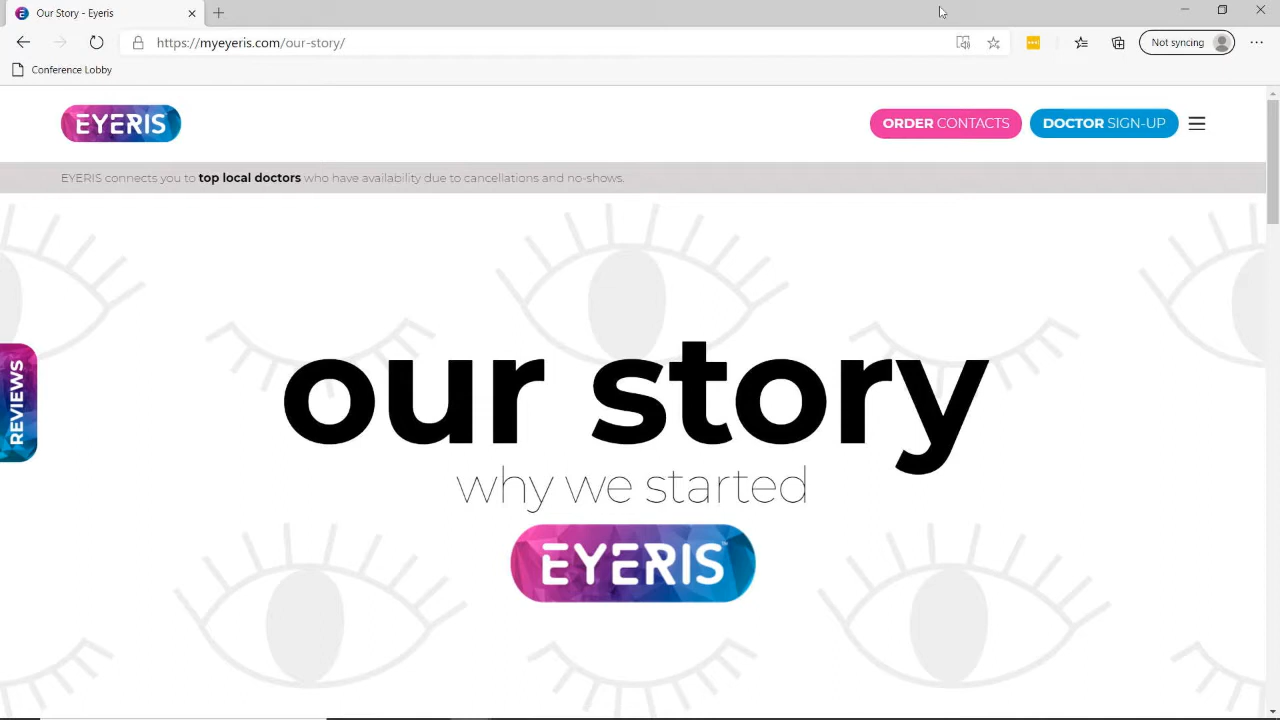 Our Story - Eyeris
https://myeyeris.com/our-story/
Not syncing
Conference Lobby
EYERIS
ORDER CONTACTS
DOCTOR SIGN-UP
EYERIS connects you to top local doctors who have availability due to cancellations and no-shows.
REVIEWS
our story
why we started
EYERIS™